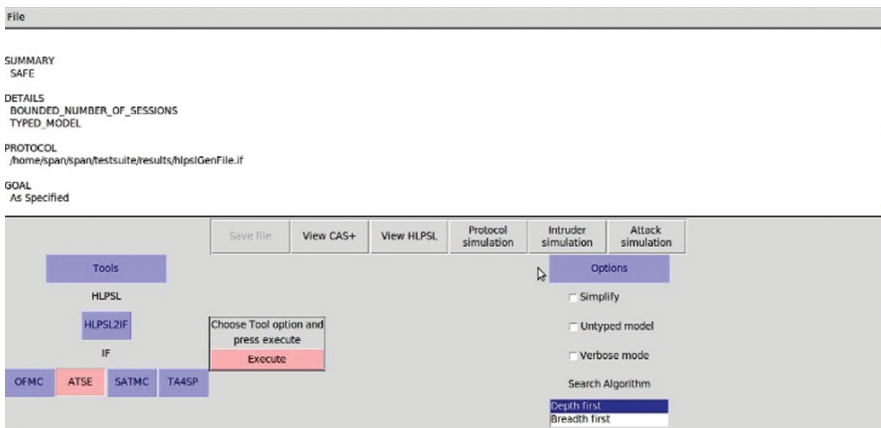 File
SUMMARY
SAFE
DETAILS
BOUNDED_NUMBER_OF_SESSIONS
TYPED_MODEL
PROTOCOL
/home/span/span/testsuite/results/hlpslGenFile.if
GOAL
As Specified
Save file
View CAS+
View HLPSL
Protocol
simulation
Intruder
simulation
Attack
simulation
Tools
HLPSL
HLPSL2IF
IF
OFMC
ATSE
SATMC
TA4SP
Choose Tool option and
press execute
Execute
Options
Simplify
Untyped model
Verbose mode
Search Algorithm
Depth first
Breadth first